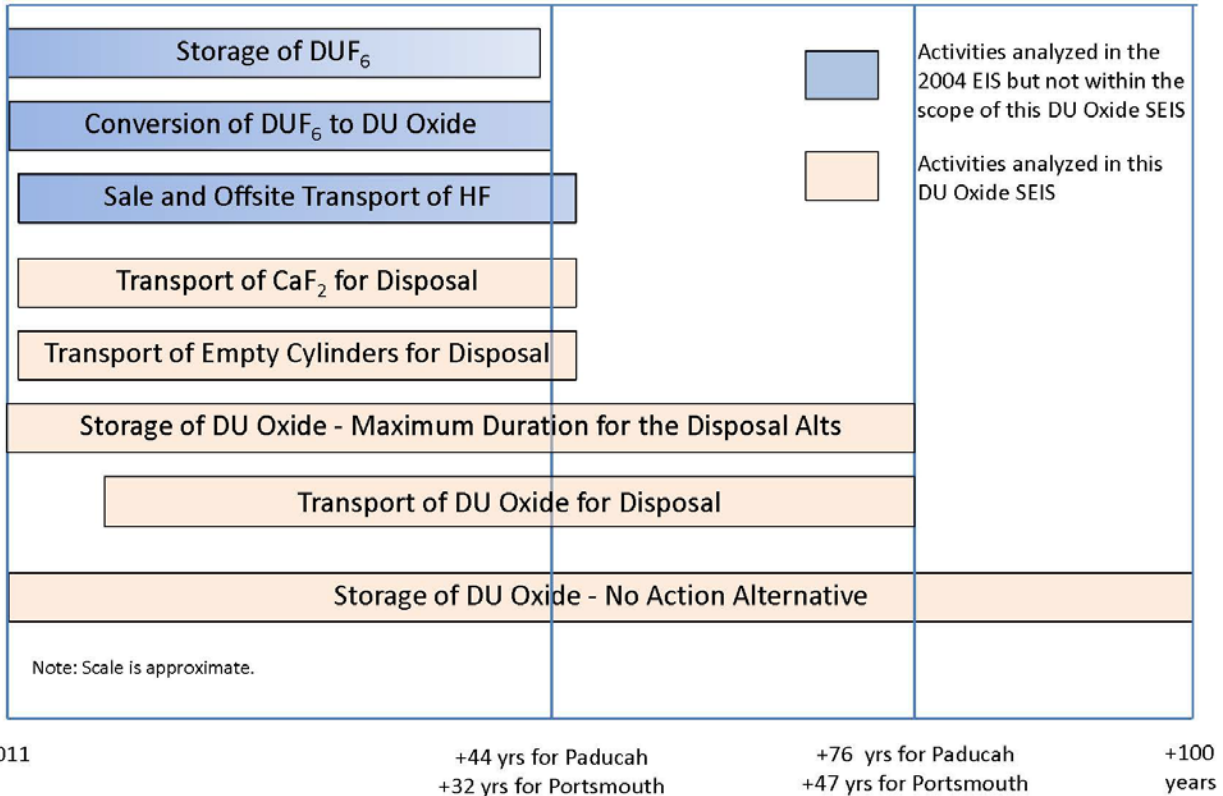 Storage of DUF₆
Conversion of DUF₆ to DU Oxide
Sale and Offsite Transport of HF
Transport of CaF₂ for Disposal
Transport of Empty Cylinders for Disposal
Storage of DU Oxide - Maximum Duration for the Disposal Alts
Transport of DU Oxide for Disposal
Storage of DU Oxide - No Action Alternative
Note: Scale is approximate.
Activities analyzed in the
2004 EIS but not within the
scope of this DU Oxide SEIS
Activities analyzed in this
DU Oxide SEIS
011
+44 yrs for Paducah
+32 yrs for Portsmouth
+76 yrs for Paducah
+47 yrs for Portsmouth
+100
years